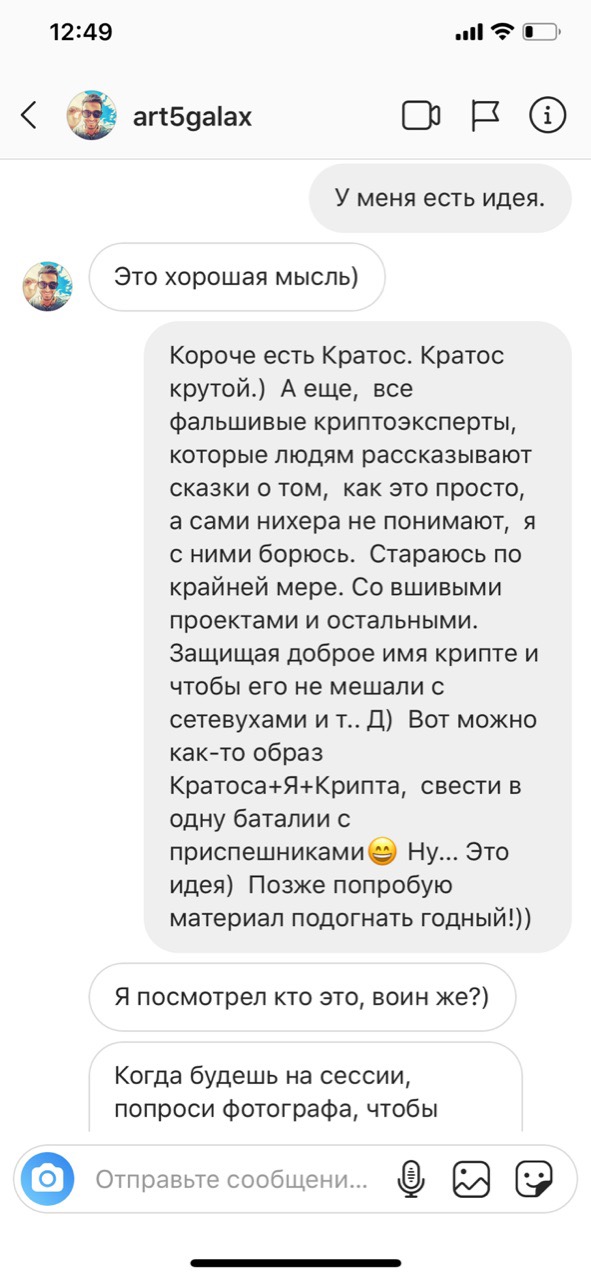 12:49
art5galax
У меня есть идея.
Это хорошая мысль)
Короче есть Кратос. Кратос
крутой.)  А еще,  все
фальшивые криптоэксперты,
которые людям рассказывают
сказки о том,  как это просто,
а сами нихера не понимают,  я
с ними борюсь.  Стараюсь по
крайней мере. Со вшивыми
проектами и остальными.
Защищая доброе имя крипте и
чтобы его не мешали с
сетевухами и т.. Д)  Вот можно
как-то образ
Кратоса+Я+Крипта,  свести в
одну баталии с
приспешниками😄 Ну... Это
идея)  Позже попробую
материал подогнать годный!))
Я посмотрел кто это, воин же?)
Когда будешь на сессии,
попроси фотографа, чтобы
Отправьте сообщени...